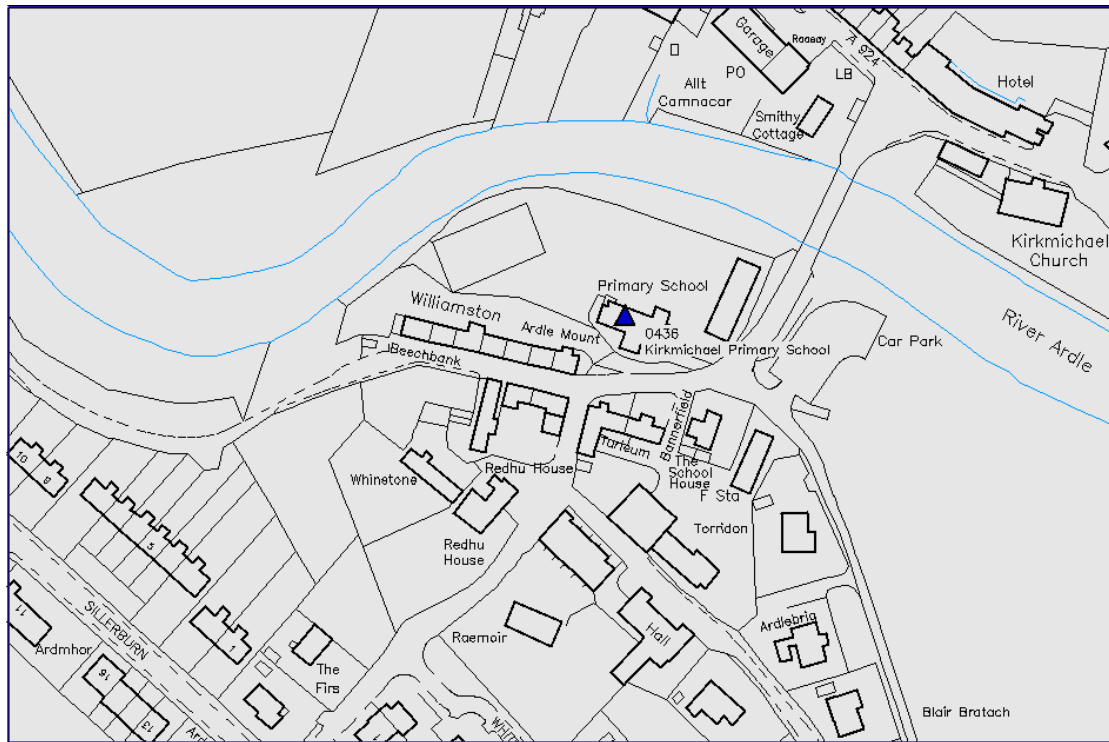 Garage
Raasay
A 924
PO
LB
Hotel
Allt
Camnacar
Smithy
Cottage
Kirkmichael
Church
River Ardle
Primary School
Williamston
Ardle Mount
0436
Kirkmichael Primary School
Car Park
Beechbank
Bannerfield
Turleum
The
School
House
F Sta
Redhu House
Whinstone
10
8
Torridon
Redhu
House
5
SILLERBURN
11
Ardmhor
1
Raemoir
Hall
Ardlebrig
The
Firs
16
13
Blair Bratach